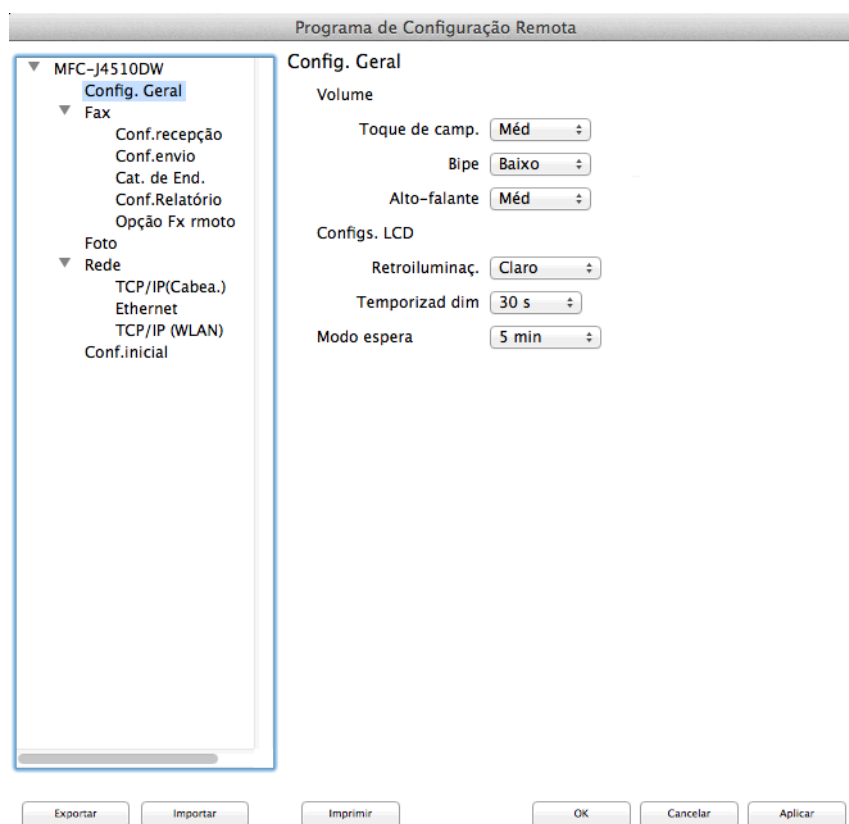 Programa de Configuração Remota
MFC-J4510DW
Config. Geral
Fax
Conf.recepção
Conf.envio
Cat. de End.
Conf.Relatório
Opção Fx rmoto
Foto
Rede
TCP/IP(Cabea.)
Ethernet
TCP/IP (WLAN)
Conf.inicial
Config. Geral
Volume
Toque de camp. Méd
Bipe Baixo
Alto-falante Méd
Configs. LCD
Retroiluminaç. Claro
Temporizad dim 30 s
Modo espera 5 min
Exportar Importar Imprimir OK Cancelar Aplicar